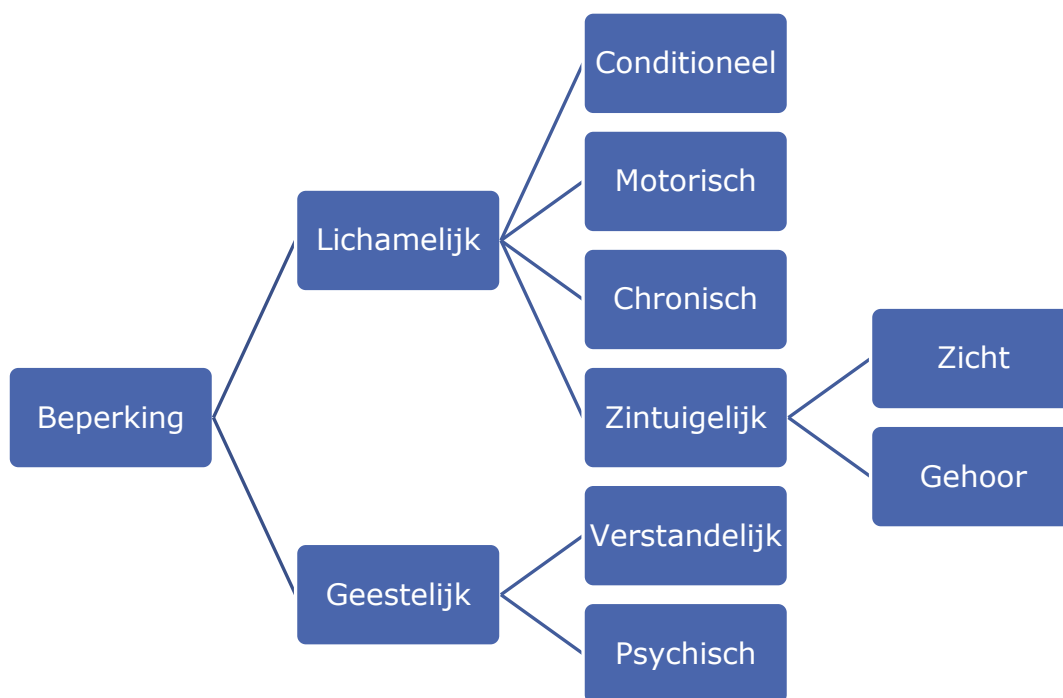 Beperking
Lichamelijk
Conditioneel
Motorisch
Chronisch
Zintuigelijk
Zicht
Gehoor
Geestelijk
Verstandelijk
Psychisch